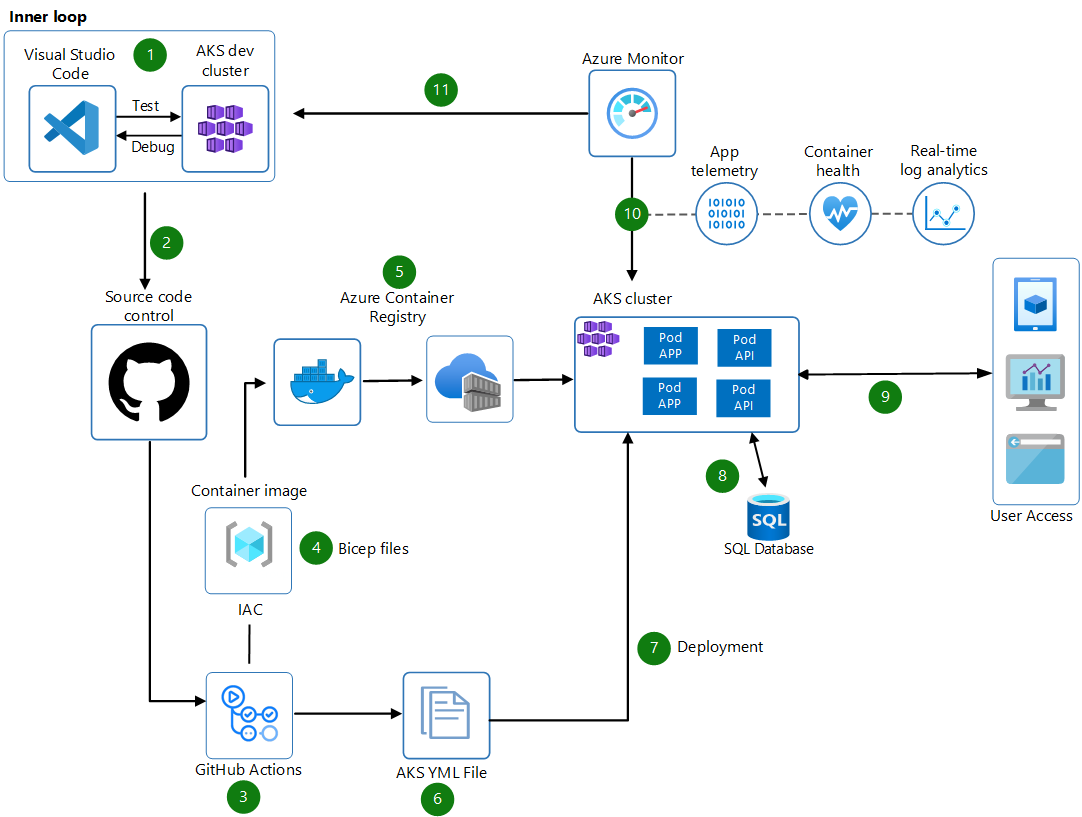 Inner loop
1
Visual Studio
Code
AKS dev
cluster
Test
Debug
11
Azure Monitor
App
telemetry
Container
health
Real-time
log analytics
10
010101
010101
010101
2
Source code
control
5
Azure Container
Registry
AKS cluster
Pod
APP
Pod
API
Pod
APP
Pod
API
9
Container image
4
Bicep files
IAC
8
SQL
SQL Database
User Access
7
Deployment
GitHub Actions
3
AKS YML File
6